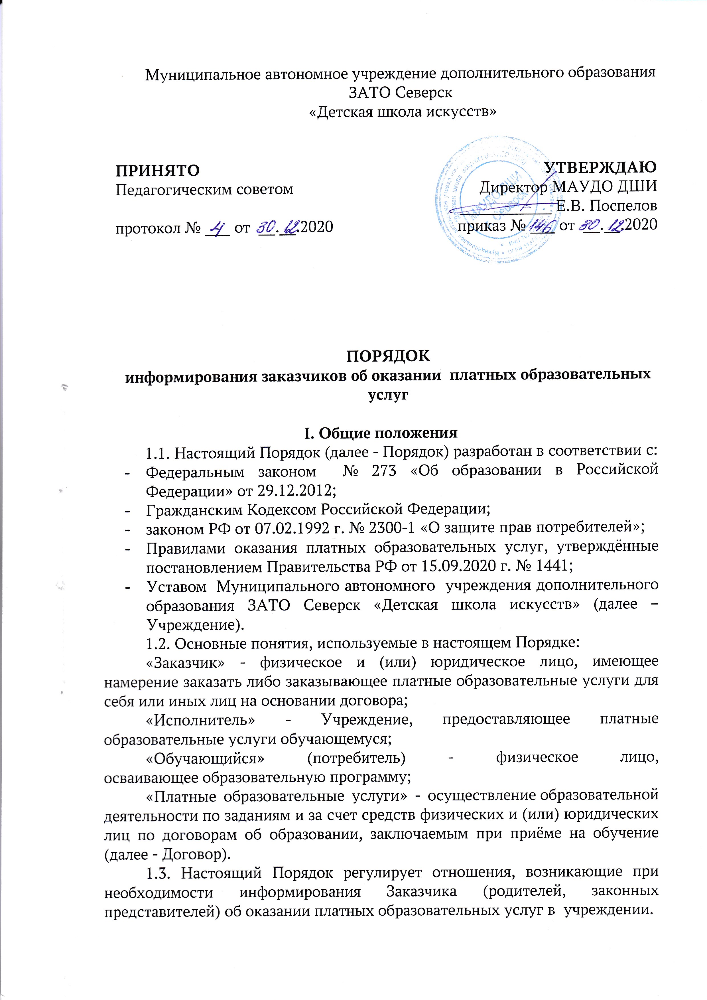 Муниципальное автономное учреждение дополнительного образования
ЗАТО Северск
«Детская школа искусств»
ПРИНЯТО
Педагогическим советом
протокол № 4 от 30.12.2020
УТВЕРЖДАЮ
Директор МАУДО ДШИ
Е.В. Поспелов
приказ № 146 от 30.12.2020
МАУДО ДШИ
Северск
ПОРЯДОК
информирования заказчиков об оказании платных образовательных
услуг
I. Общие положения
1.1. Настоящий Порядок (далее - Порядок) разработан в соответствии с:
- Федеральным законом № 273 «Об образовании в Российской
Федерации» от 29.12.2012;
- Гражданским Кодексом Российской Федерации;
- законом РФ от 07.02.1992 г. № 2300-1 «О защите прав потребителей»;
- Правилами оказания платных образовательных услуг, утверждённые
постановлением Правительства РФ от 15.09.2020 г. № 1441;
- Уставом Муниципального автономного учреждения дополнительного
образования ЗАТО Северск «Детская школа искусств» (далее –
Учреждение).
1.2. Основные понятия, используемые в настоящем Порядке:
«Заказчик» - физическое и (или) юридическое лицо, имеющее
намерение заказать либо заказывающее платные образовательные услуги для
себя или иных лиц на основании договора;
«Исполнитель» - Учреждение, предоставляющее платные
образовательные услуги обучающемуся;
«Обучающийся» (потребитель) - физическое лицо,
осваивающее образовательную программу;
«Платные образовательные услуги» - осуществление образовательной
деятельности по заданиям и за счет средств физических и (или) юридических
лиц по договорам об образовании, заключаемым при приёме на обучение
(далее - Договор).
1.3. Настоящий Порядок регулирует отношения, возникающие при
необходимости информирования Заказчика (родителей, законных
представителей) об оказании платных образовательных услуг в учреждении.